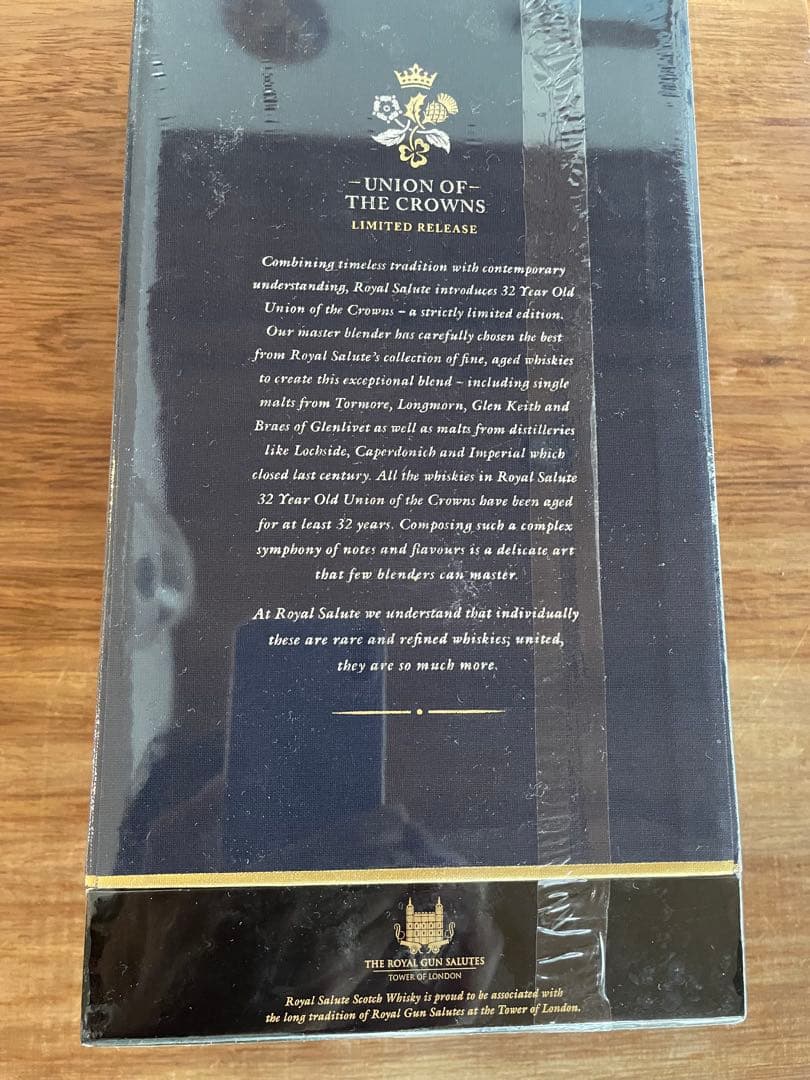 –UNION OF–
THE CROWNS
LIMITED RELEASE
Combining timeless tradition with contemporary
understanding, Royal Salute introduces 32 Year Old
Union of the Crowns – a strictly limited edition.
Our master blender has carefully chosen the best
from Royal Salute's collection of fine, aged whiskies
to create this exceptional blend – including single
malts from Tormore, Longmorn, Glen Keith and
Braes of Glenlivet as well as malts from distilleries
like Lochside, Caperdonich and Imperial which
closed last century. All the whiskies in Royal Salute
32 Year Old Union of the Crowns have been aged
for at least 32 years. Composing such a complex
symphony of notes and flavours is a delicate art
that few blenders can master.
At Royal Salute we understand that individually
these are rare and refined whiskies; united,
they are so much more.
THE ROYAL GUN SALUTES
TOWER OF LONDON
Royal Salute Scotch Whisky is proud to be associated with
the long tradition of Royal Gun Salutes at the Tower of London.